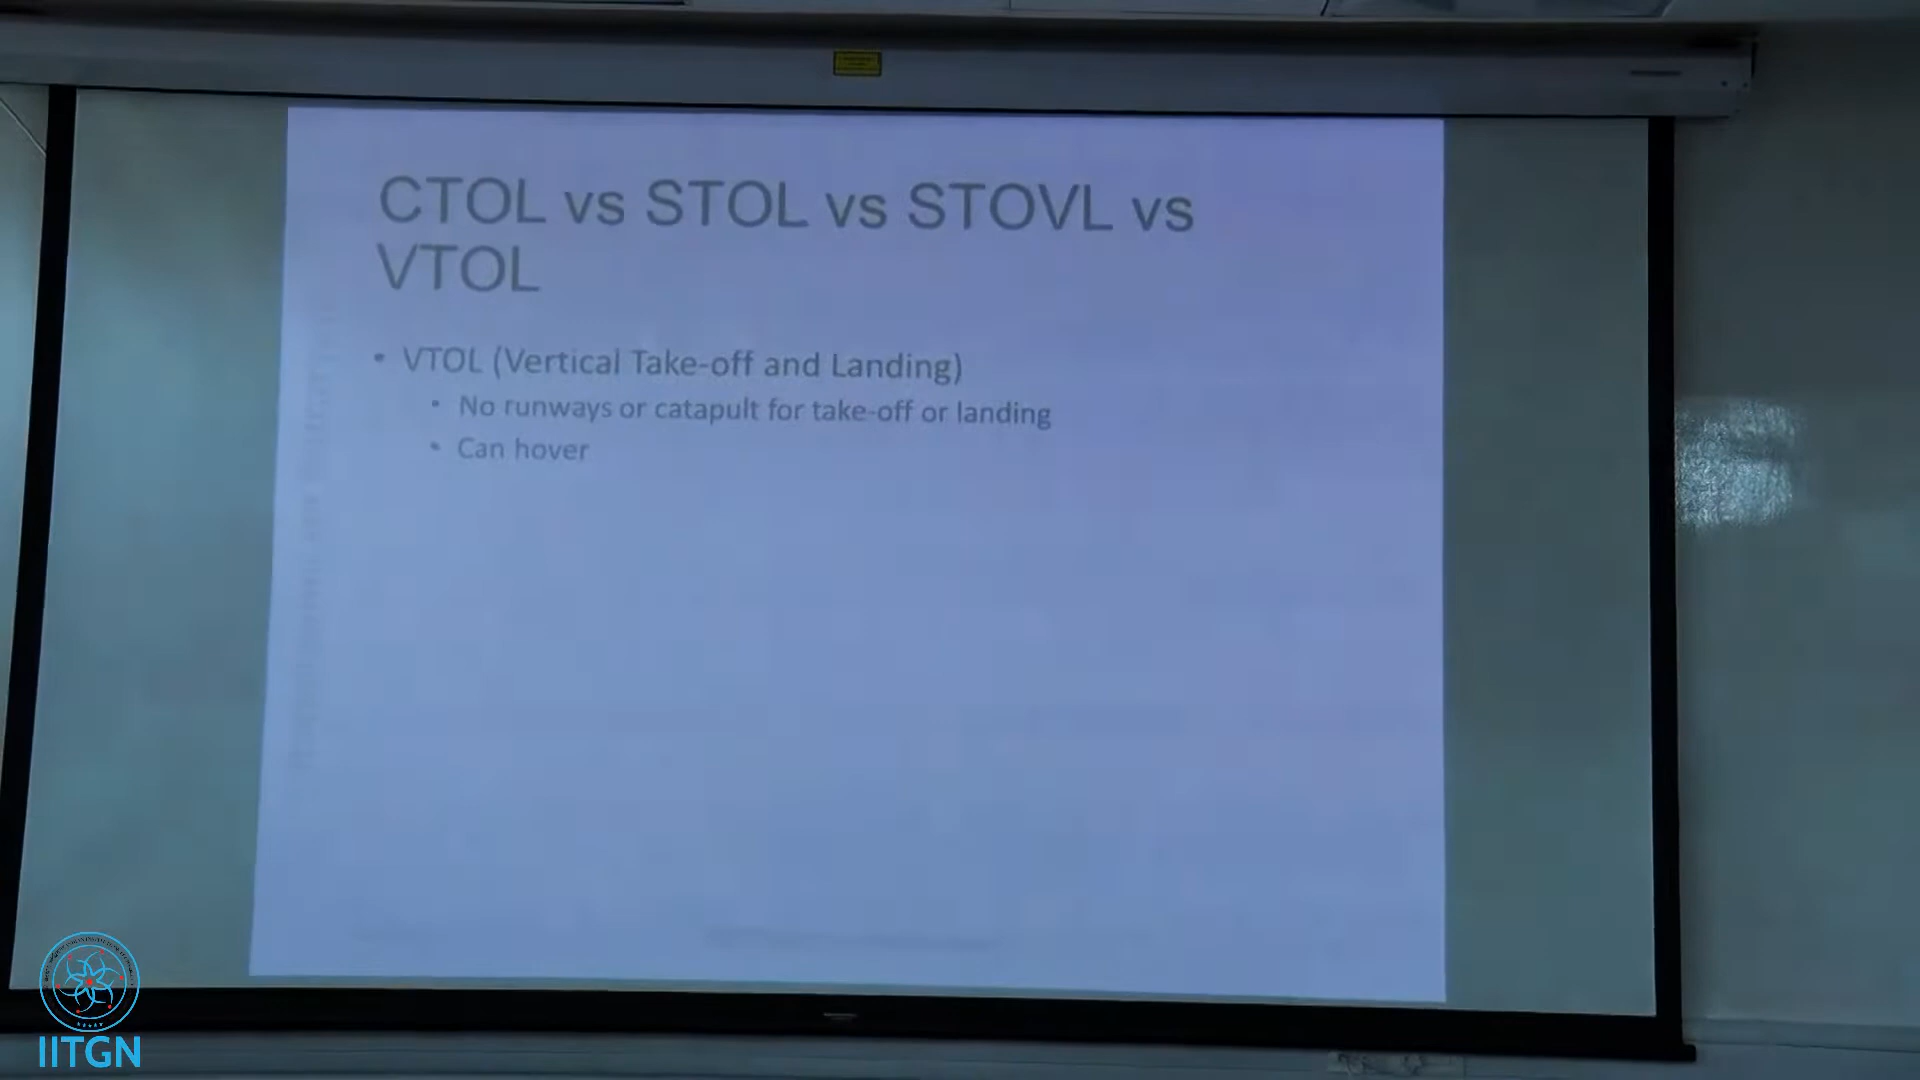 CTOL vs STOL vs STOVL vs
VTOL
• VTOL (Vertical Take-off and Landing)
• No runways or catapult for take-off or landing
• Can hover
IITGN